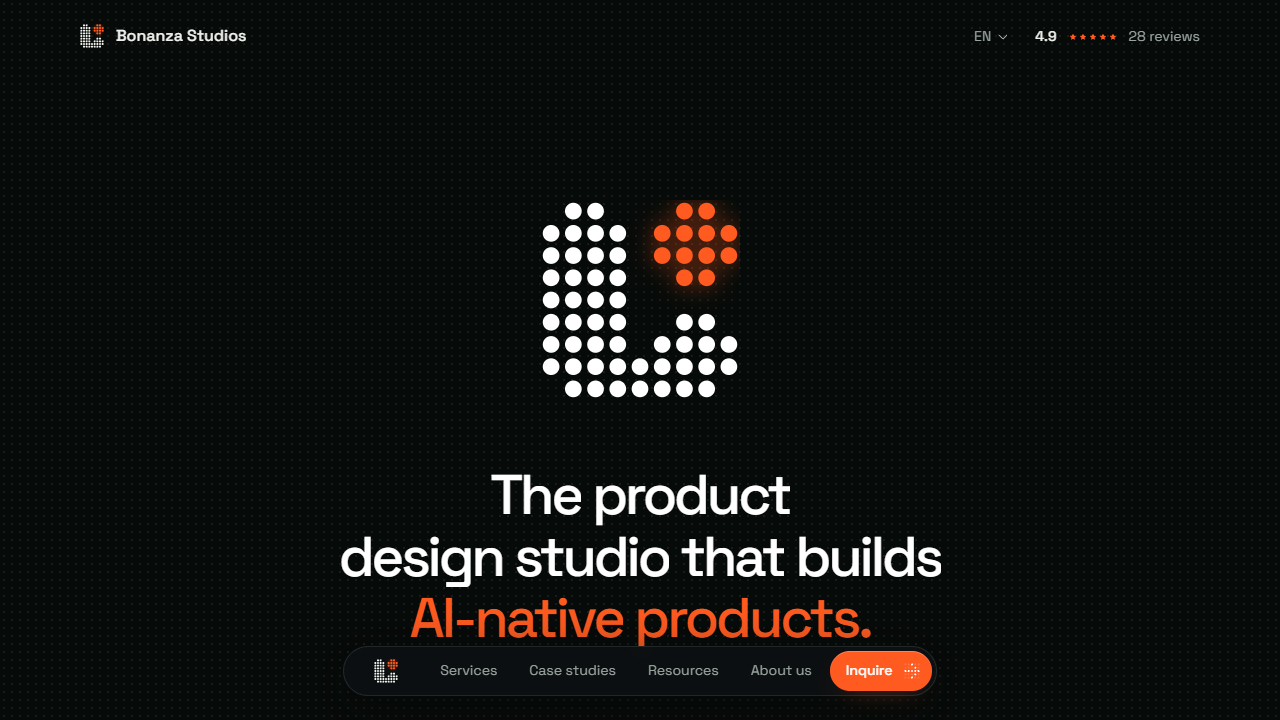 Bonanza Studios
EN
4.9
28 reviews
The product
design studio that builds
AI-native products.
Services
Case studies
Resources
About us
Inquire